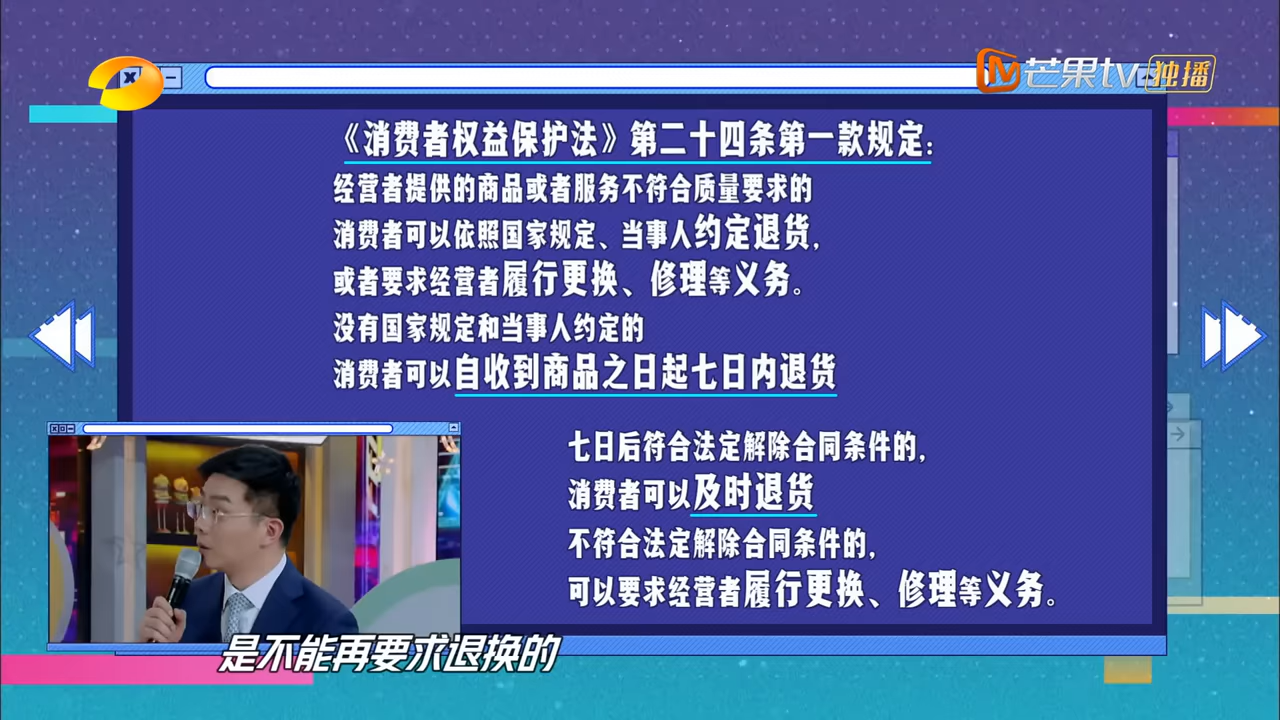 芒果tv独播
《消费者权益保护法》第二十四条第一款规定：
经营者提供的商品或者服务不符合质量要求的
消费者可以依照国家规定、当事人约定退货，
或者要求经营者履行更换、修理等义务。
没有国家规定和当事人约定的
消费者可以自收到商品之日起七日内退货
七日后符合法定解除合同条件的，
消费者可以及时退货
不符合法定解除合同条件的，
可以要求经营者履行更换、修理等义务。
是不能再要求退换的